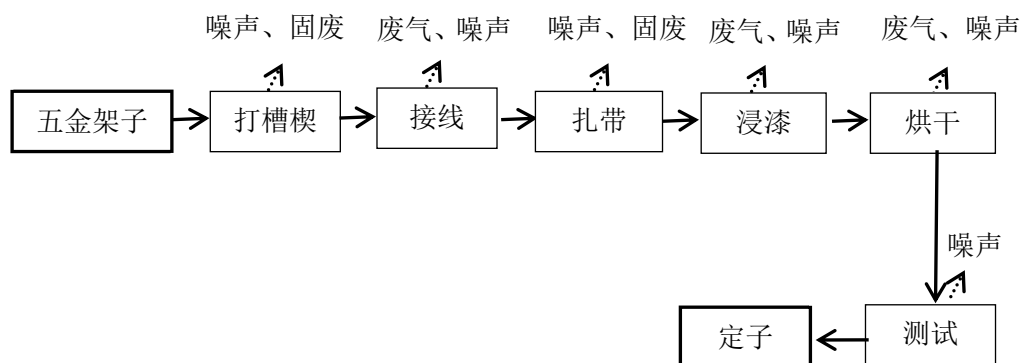 噪声、固废
废气、噪声
噪声、固废
废气、噪声
废气、噪声
五金架子
打槽楔
接线
扎带
浸漆
烘干
噪声
定子
测试